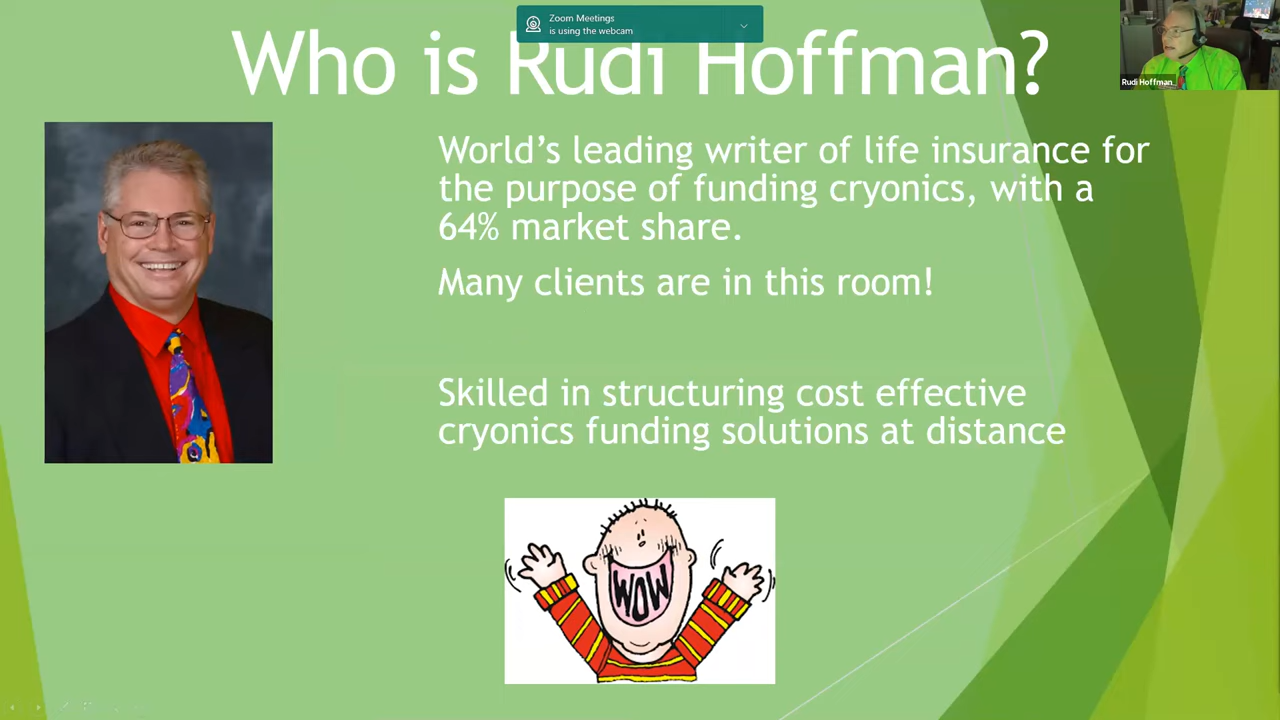 Zoom Meetings
is using the webcam
Who is Rudi Hoffman?
Rudi Hoffman
World's leading writer of life insurance for
the purpose of funding cryonics, with a
64% market share.
Many clients are in this room!
Skilled in structuring cost effective
cryonics funding solutions at distance
WOW